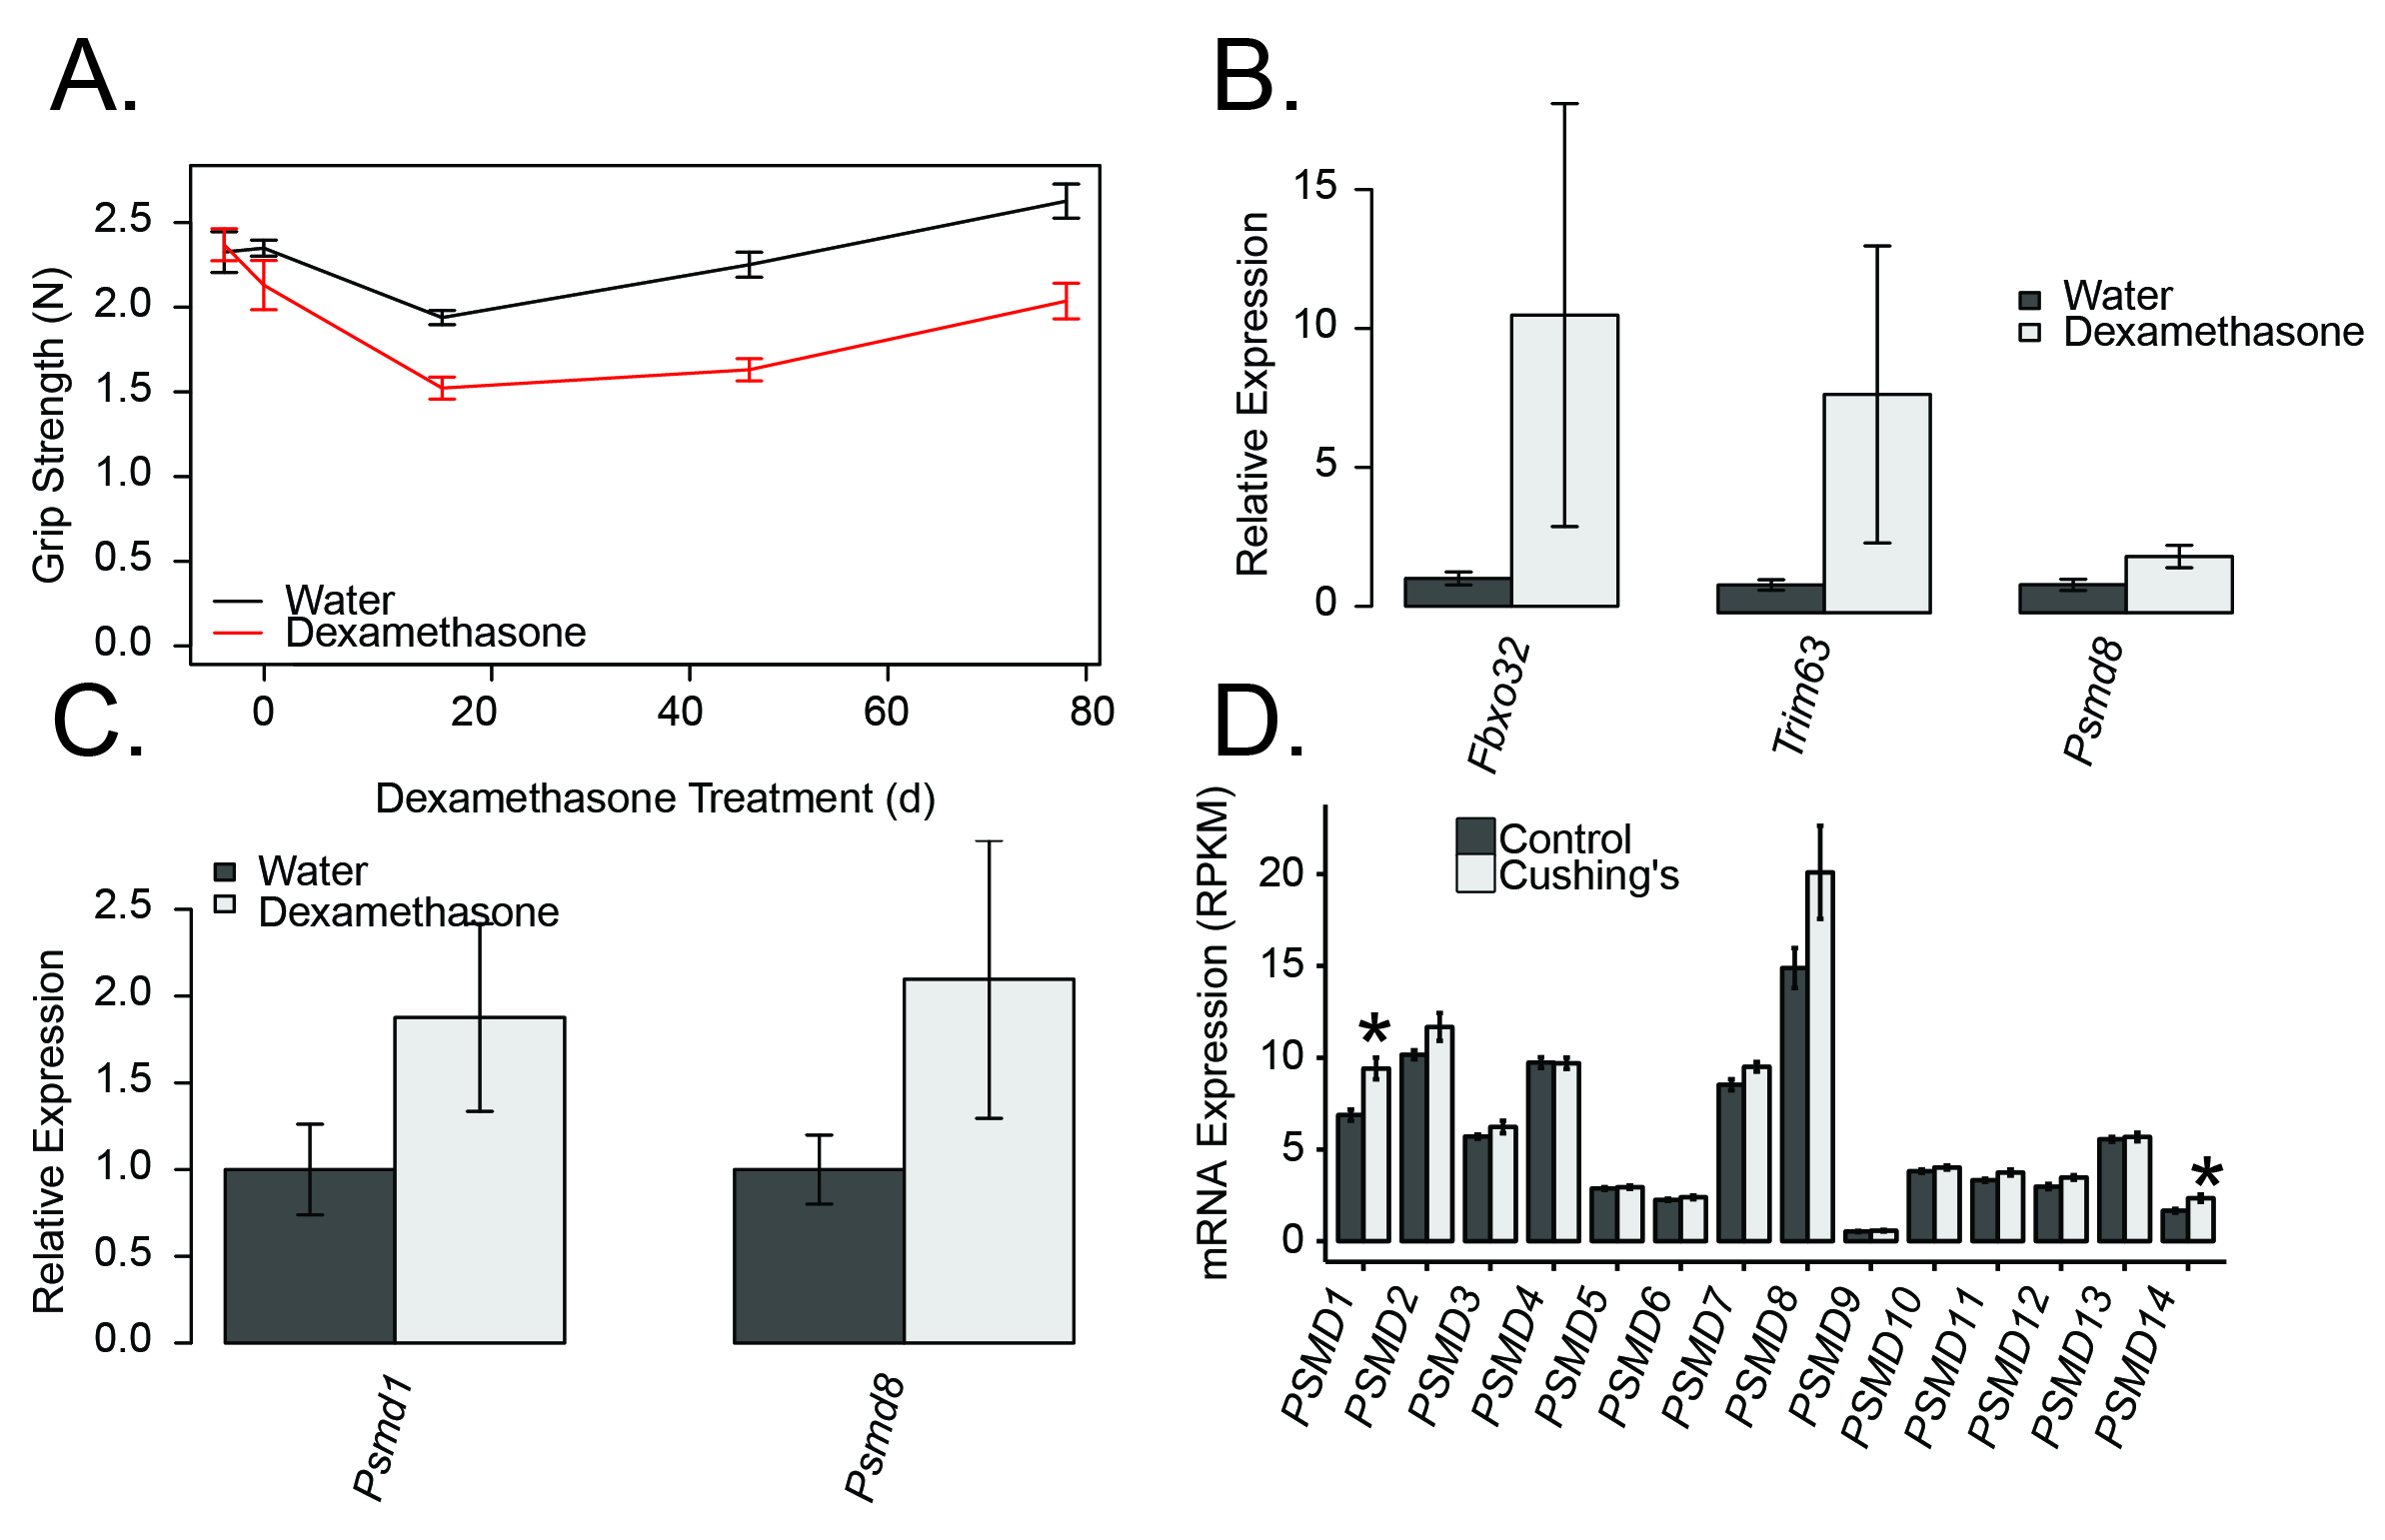 A.
Grip Strength (N)
2.5
2.0
1.5
1.0
0.5
0.0
Water
Dexamethasone
0 20 40 60 80
Dexamethasone Treatment (d)
B.
Relative Expression
15
10
5
0
Water
Dexamethasone
Fbxo32 Trim63 Psmd8
C.
Relative Expression
Water
Dexamethasone
2.5
2.0
1.5
1.0
0.5
0.0
Psmd1 Psmd8
D.
mRNA Expression (RPKM)
Control
Cushing's
20
15
10
5
0
*
*
PSMD1 PSMD2 PSMD3 PSMD4 PSMD5 PSMD6 PSMD7 PSMD8 PSMD9 PSMD10 PSMD11 PSMD12 PSMD13 PSMD14